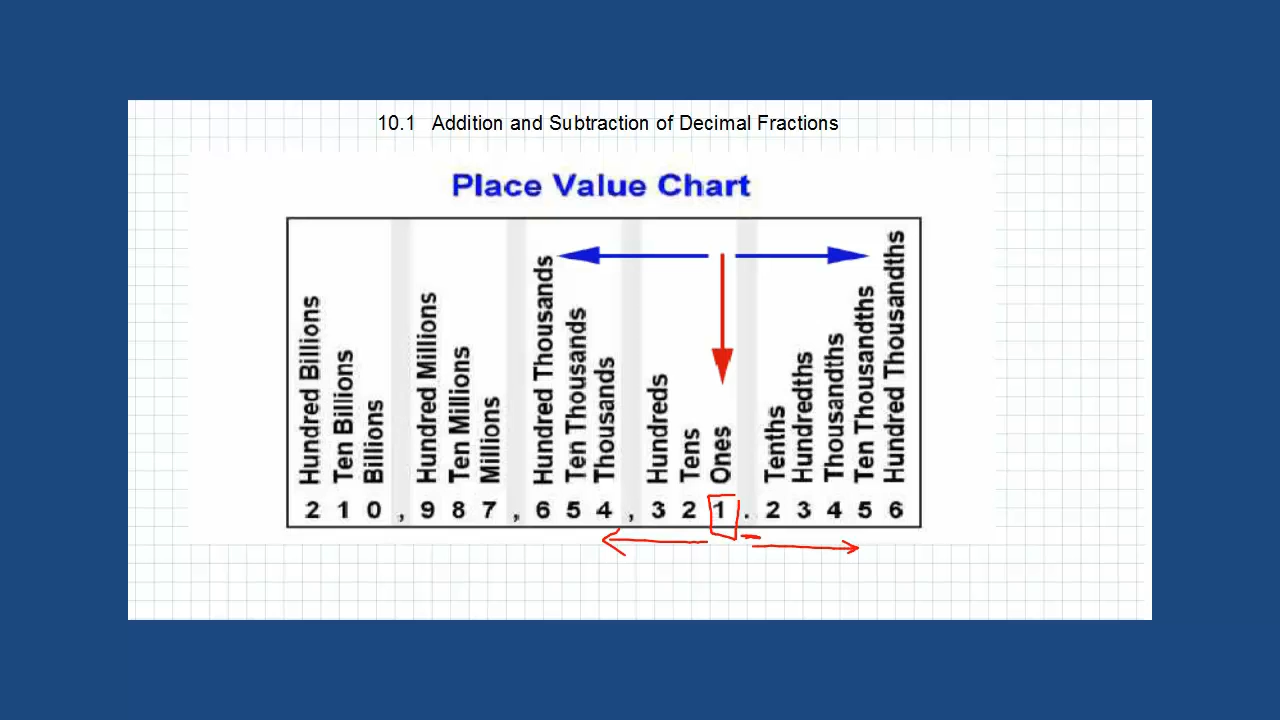 10.1 Addition and Subtraction of Decimal Fractions
Place Value Chart
Hundred Billions
Ten Billions
Billions
Hundred Millions
Ten Millions
Millions
Hundred Thousands
Ten Thousands
Thousands
Hundreds
Tens
Ones
Tenths
Hundredths
Thousandths
Ten Thousandths
Hundred Thousandths
2 1 0 , 9 8 7 , 6 5 4 , 3 2 1 . 2 3 4 5 6